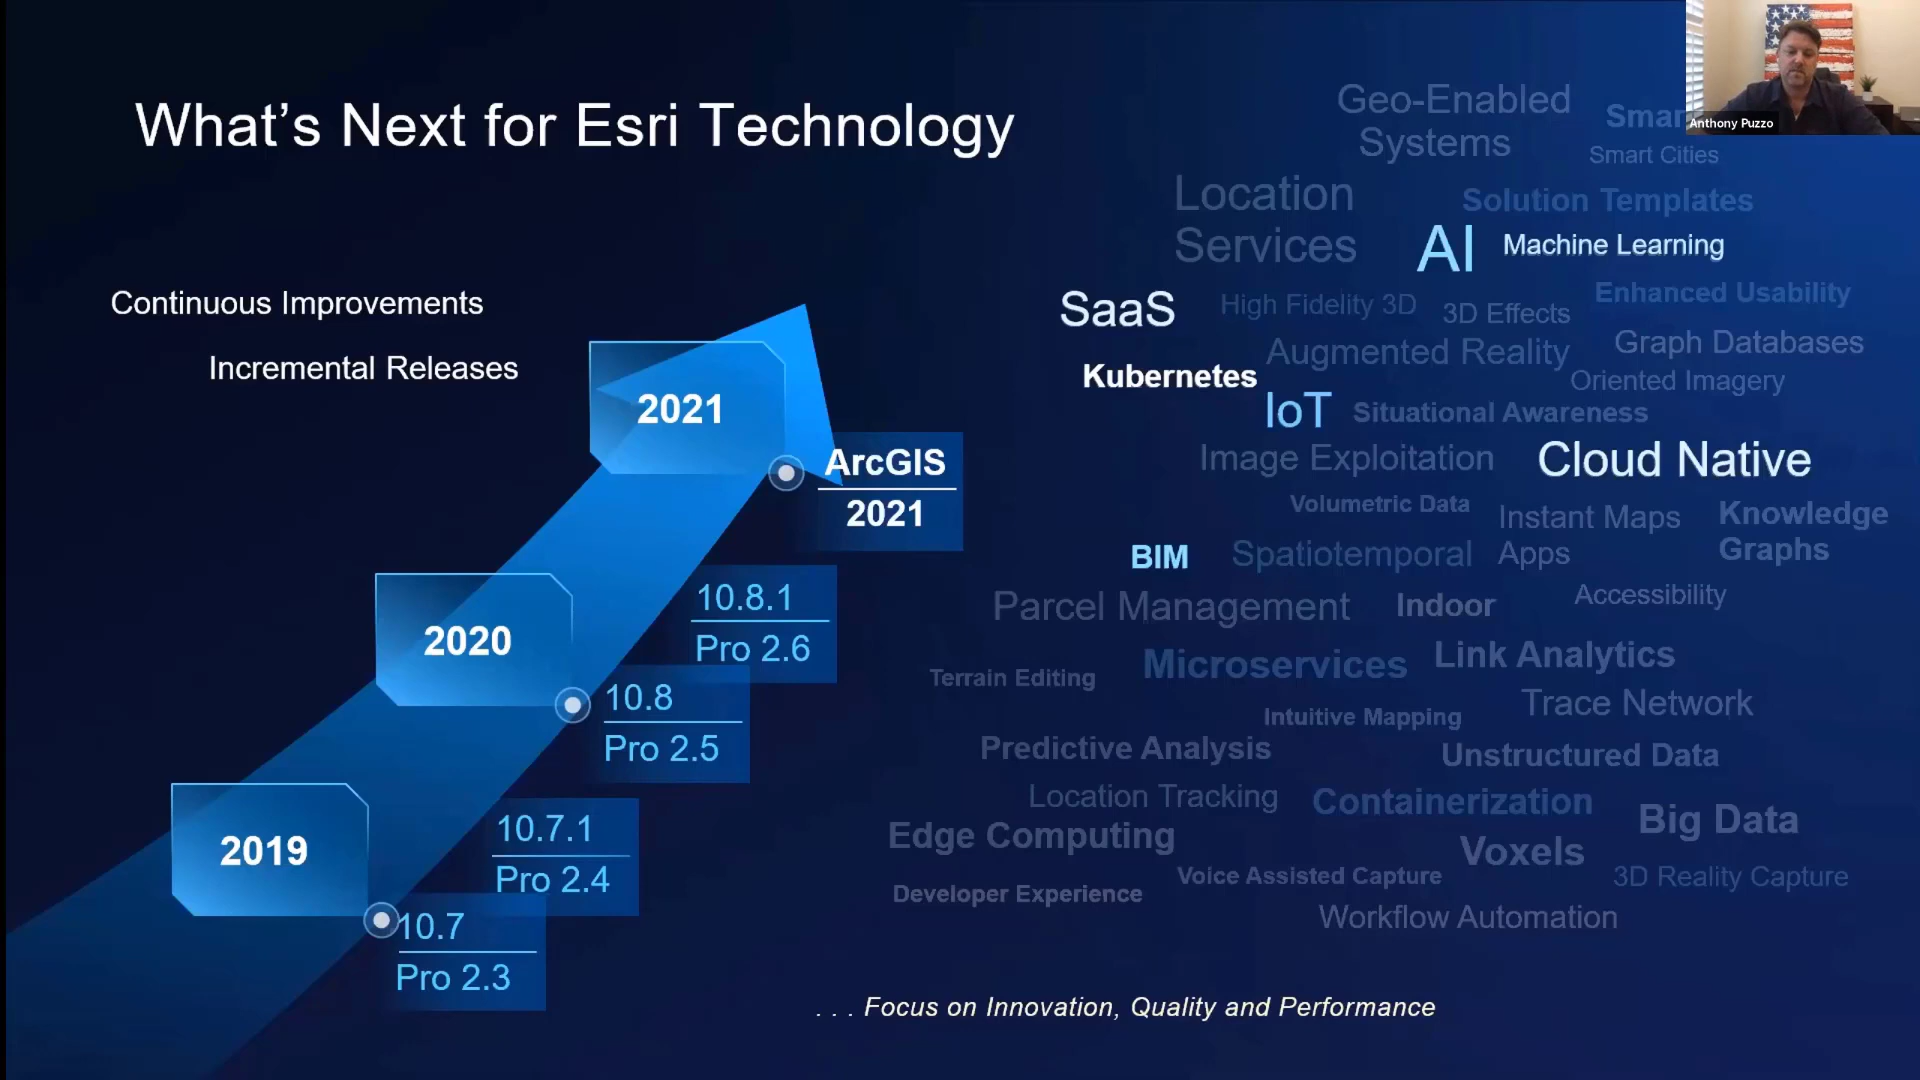 What's Next for Esri Technology
Anthony Puzzo
Continuous Improvements
Incremental Releases
2021
ArcGIS
2021
2020
10.8.1
Pro 2.6
10.8
Pro 2.5
2019
10.7.1
Pro 2.4
10.7
Pro 2.3
Geo-Enabled
Systems
Smart Cities
Location
Services
Solution Templates
AI
Machine Learning
SaaS
High Fidelity 3D
3D Effects
Enhanced Usability
Augmented Reality
Graph Databases
Kubernetes
Oriented Imagery
IoT
Situational Awareness
Image Exploitation
Cloud Native
Volumetric Data
Instant Maps
Apps
Knowledge
Graphs
BIM
Spatiotemporal
Parcel Management
Indoor
Accessibility
Terrain Editing
Microservices
Link Analytics
Intuitive Mapping
Trace Network
Predictive Analysis
Unstructured Data
Location Tracking
Containerization
Big Data
Edge Computing
Voxels
Developer Experience
Voice Assisted Capture
3D Reality Capture
Workflow Automation
. . . Focus on Innovation, Quality and Performance